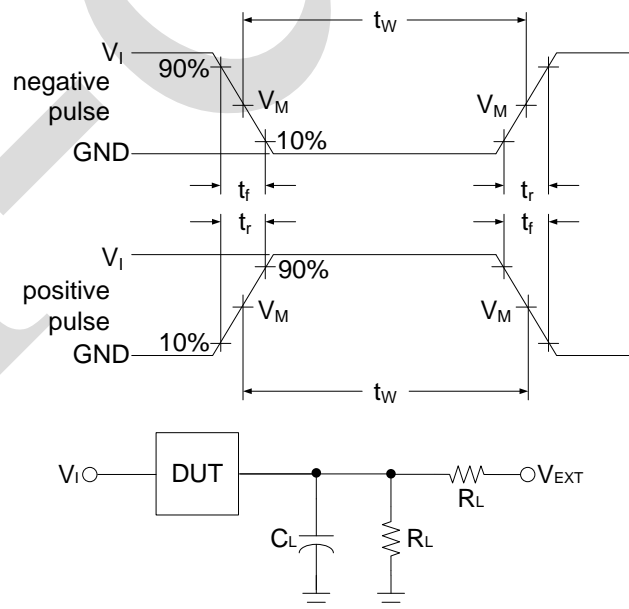 tW
VI
90%
negative
pulse
VM
VM
10%
GND
tf
tr
tr
tf
VI
90%
positive
pulse
VM
VM
10%
GND
tW
VI
DUT
VEXT
RL
CL
RL